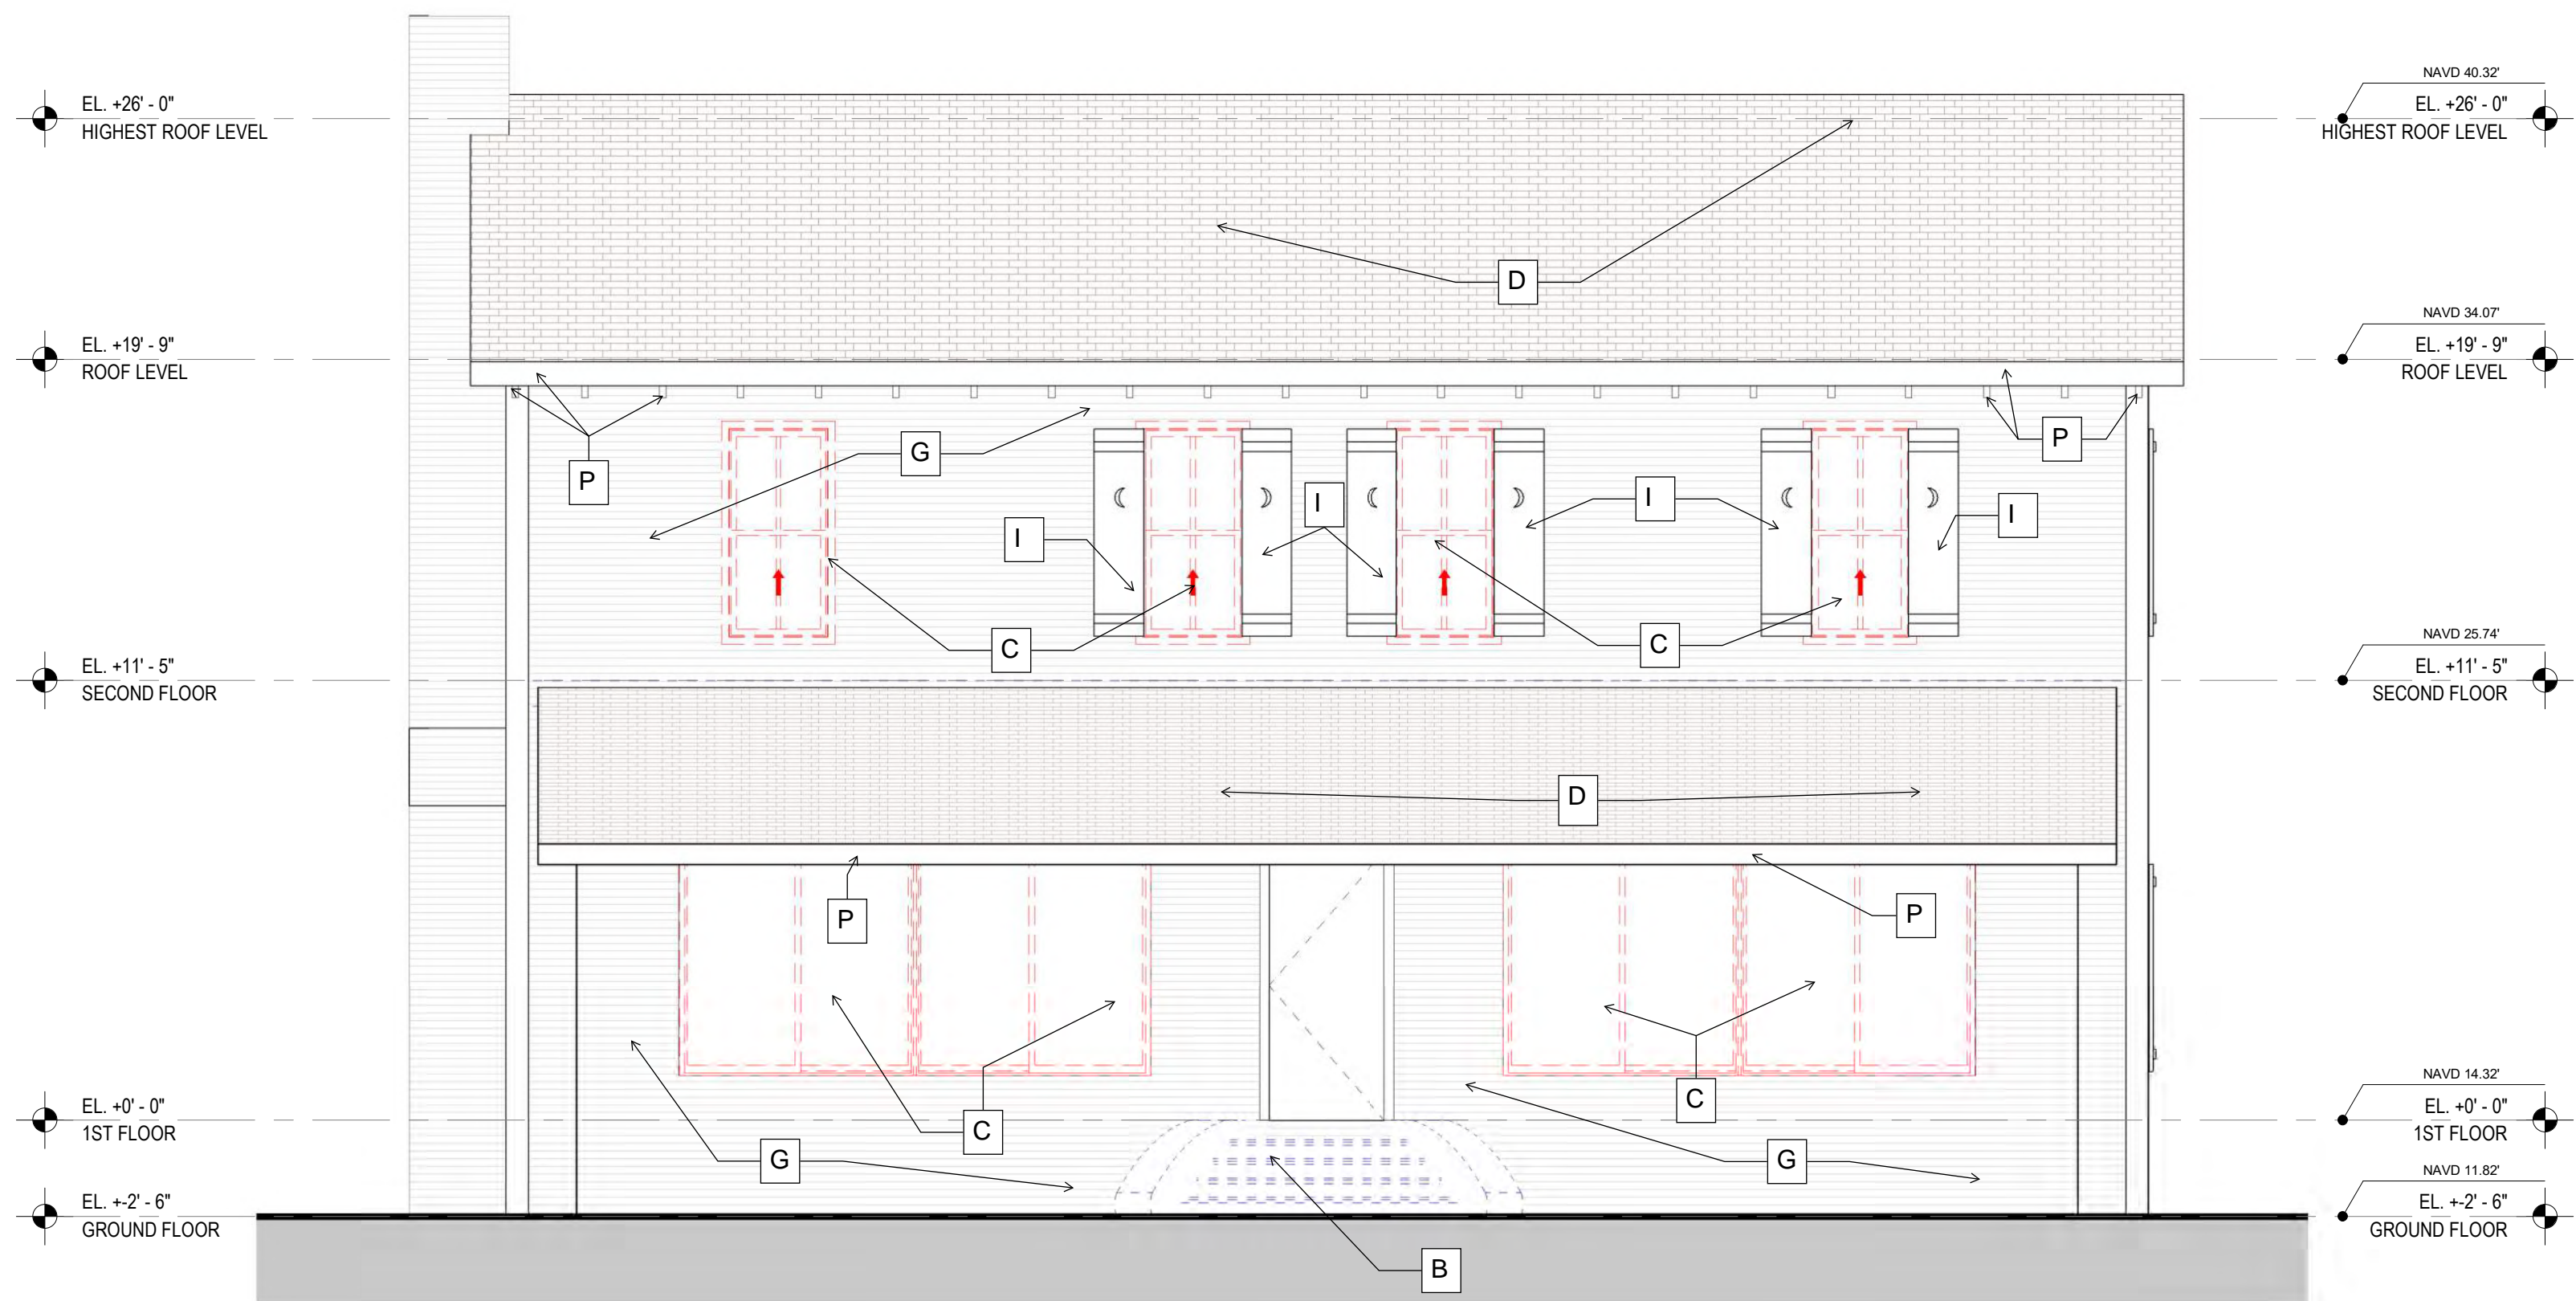 NAVD 40.32'
EL. +26' - 0"
HIGHEST ROOF LEVEL
EL. +26' - 0"
HIGHEST ROOF LEVEL
D
NAVD 34.07'
EL. +19' - 9"
ROOF LEVEL
EL. +19' - 9"
ROOF LEVEL
P
G
P
I
I
I
I
C
C
NAVD 25.74'
EL. +11' - 5"
SECOND FLOOR
EL. +11' - 5"
SECOND FLOOR
D
P
P
NAVD 14.32'
EL. +0' - 0"
1ST FLOOR
C
C
EL. +0' - 0"
1ST FLOOR
G
G
NAVD 11.82'
EL. +-2' - 6"
GROUND FLOOR
EL. +-2' - 6"
GROUND FLOOR
B